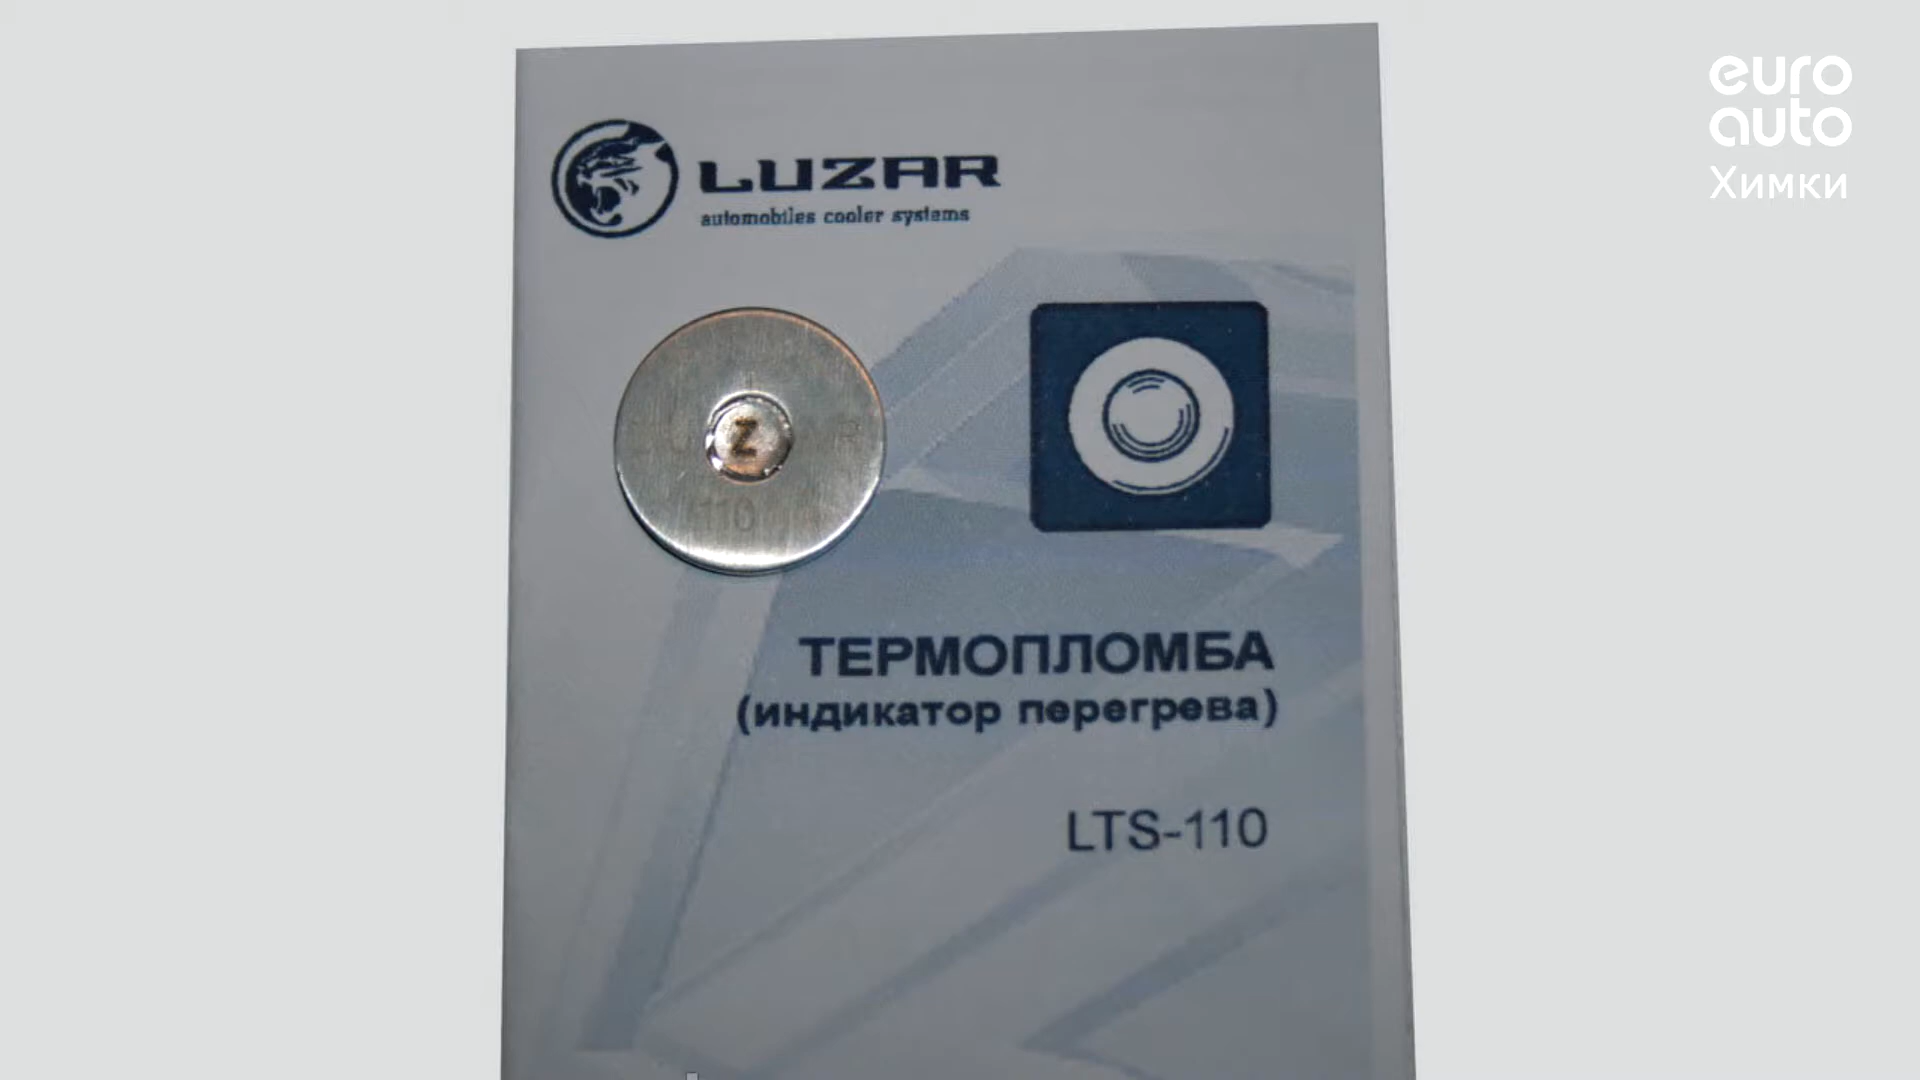 euro
auto
Химки
LUZAR
automobiles cooler systems
Z
R
110
ТЕРМОПЛОМБА
(индикатор перегрева)
LTS-110